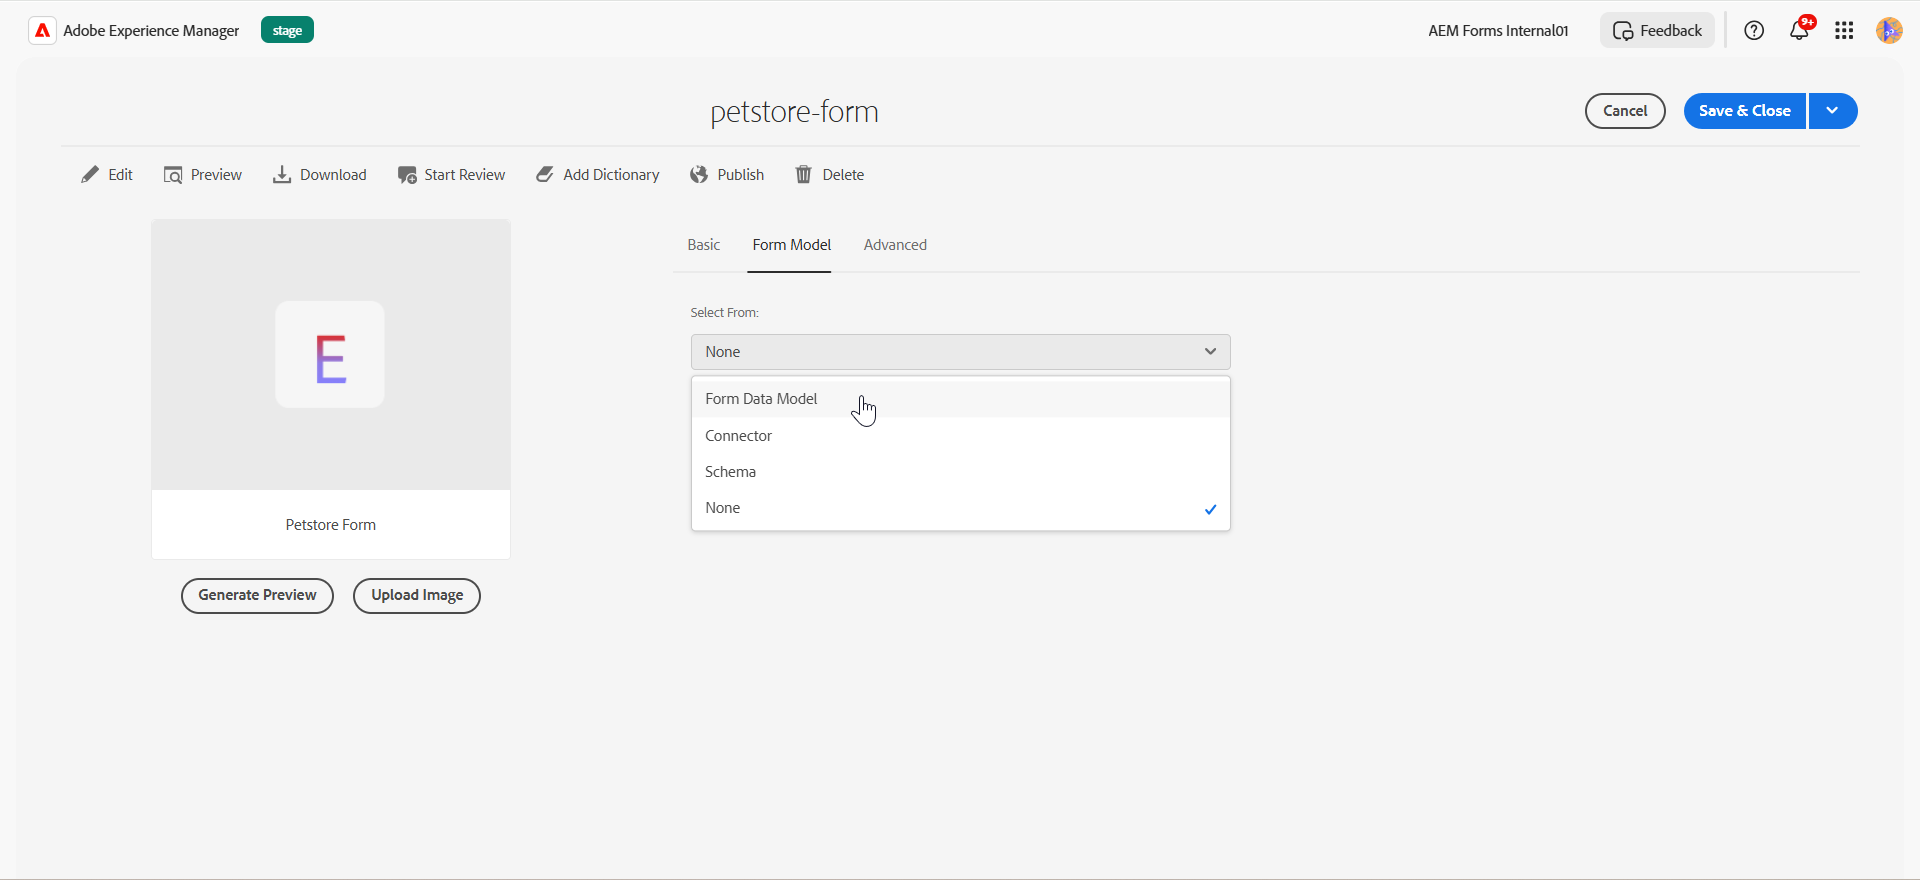 Adobe Experience Manager
stage
AEM Forms Internal01
Feedback
9+
petstore-form
Cancel
Save & Close
Edit
Preview
Download
Start Review
Add Dictionary
Publish
Delete
E
Petstore Form
Generate Preview
Upload Image
Basic
Form Model
Advanced
Select From:
None
Form Data Model
Connector
Schema
None